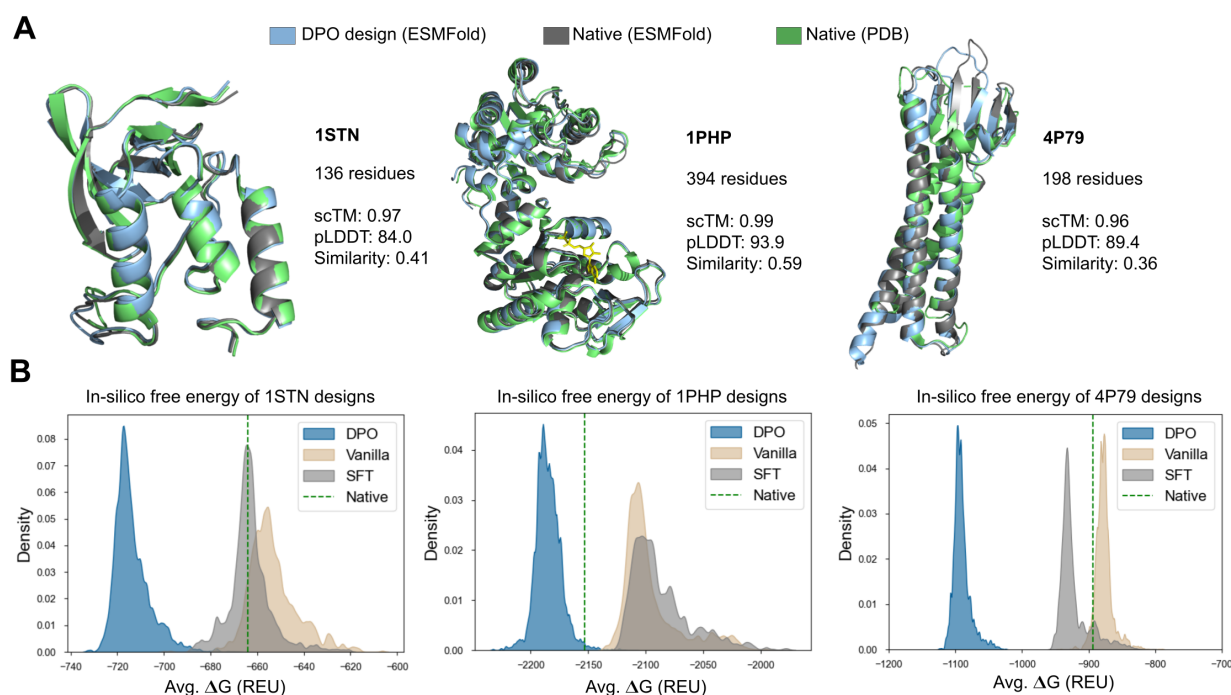 A
DPO design (ESMFold)
Native (ESMFold)
Native (PDB)
1STN
136 residues
scTM: 0.97
pLDDT: 84.0
Similarity: 0.41
1PHP
394 residues
scTM: 0.99
pLDDT: 93.9
Similarity: 0.59
4P79
198 residues
scTM: 0.96
pLDDT: 89.4
Similarity: 0.36
B
In-silico free energy of 1STN designs
Density
0.08
0.07
0.06
0.05
0.04
0.03
0.02
0.01
0.00
DPO
Vanilla
SFT
Native
-740
-720
-700
-680
-660
-640
-620
-600
Avg. ΔG (REU)
In-silico free energy of 1PHP designs
Density
0.04
0.03
0.02
0.01
0.00
DPO
Vanilla
SFT
Native
−2200
−2150
−2100
−2050
−2000
Avg. ΔG (REU)
In-silico free energy of 4P79 designs
Density
0.05
0.04
0.03
0.02
0.01
0.00
DPO
Vanilla
SFT
Native
−1200
−1100
−1000
−900
−800
−700
Avg. ΔG (REU)